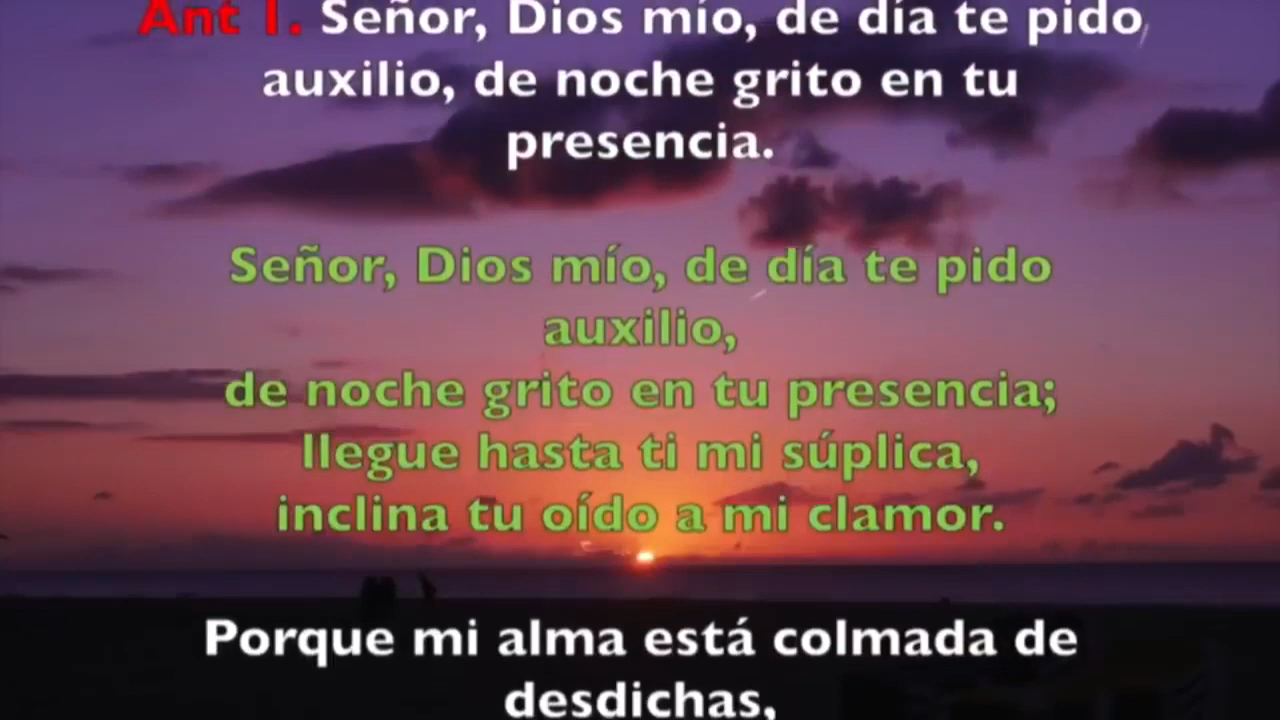 Ant 1. Señor, Dios mío, de día te pido
auxilio, de noche grito en tu
presencia.
Señor, Dios mío, de día te pido
auxilio,
de noche grito en tu presencia;
llegue hasta ti mi súplica,
inclina tu oído a mi clamor.
Porque mi alma está colmada de
desdichas,